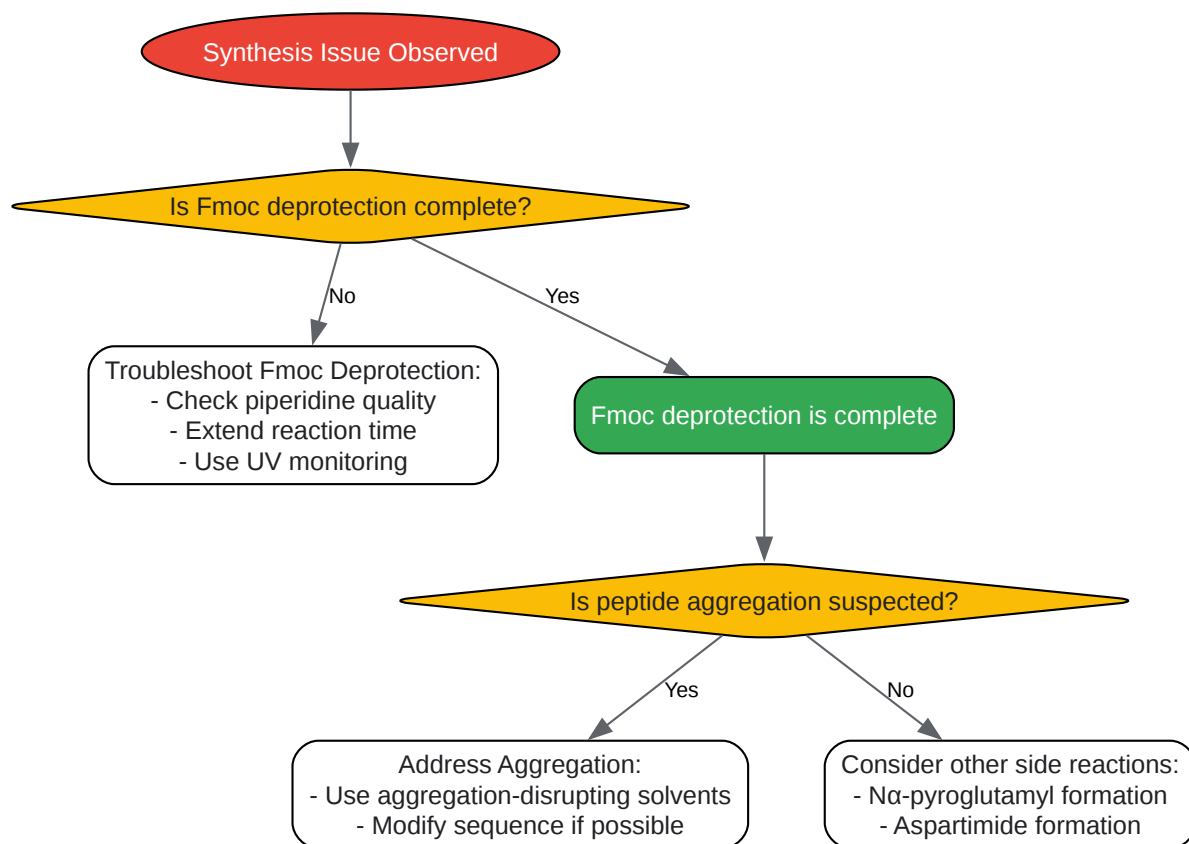 Synthesis Issue Observed
Is Fmoc deprotection complete?
No
Yes
Troubleshoot Fmoc Deprotection:
- Check piperidine quality
- Extend reaction time
- Use UV monitoring
Fmoc deprotection is complete
Is peptide aggregation suspected?
Yes
No
Address Aggregation:
- Use aggregation-disrupting solvents
- Modify sequence if possible
Consider other side reactions:
- Nα-pyroglutamyl formation
- Aspartimide formation